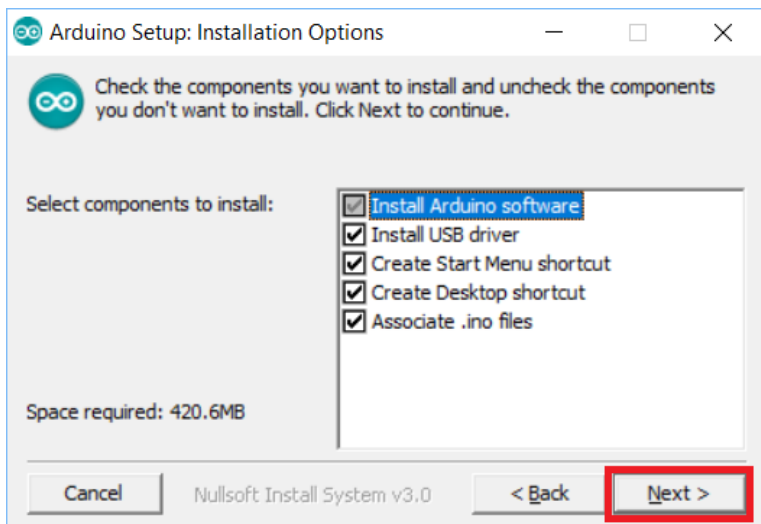 Arduino Setup: Installation Options
Check the components you want to install and uncheck the components
you don't want to install. Click Next to continue.
Select components to install:
Install Arduino software
Install USB driver
Create Start Menu shortcut
Create Desktop shortcut
Associate .ino files
Space required: 420.6MB
Cancel
Nullsoft Install System v3.0
< Back
Next >